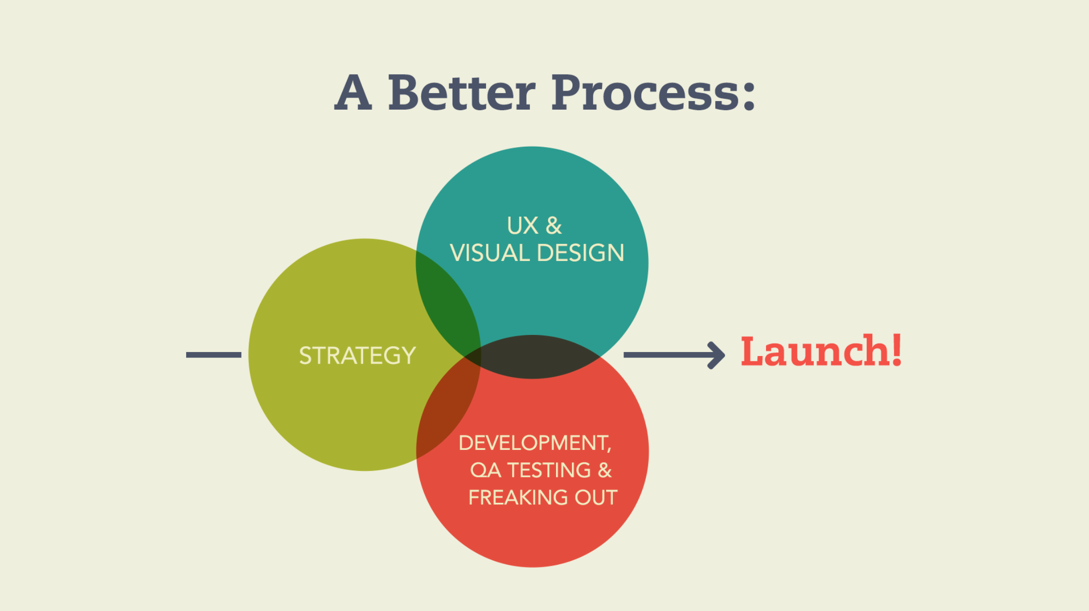 A Better Process:
UX &
VISUAL DESIGN
STRATEGY
Launch!
DEVELOPMENT,
QA TESTING &
FREAKING OUT